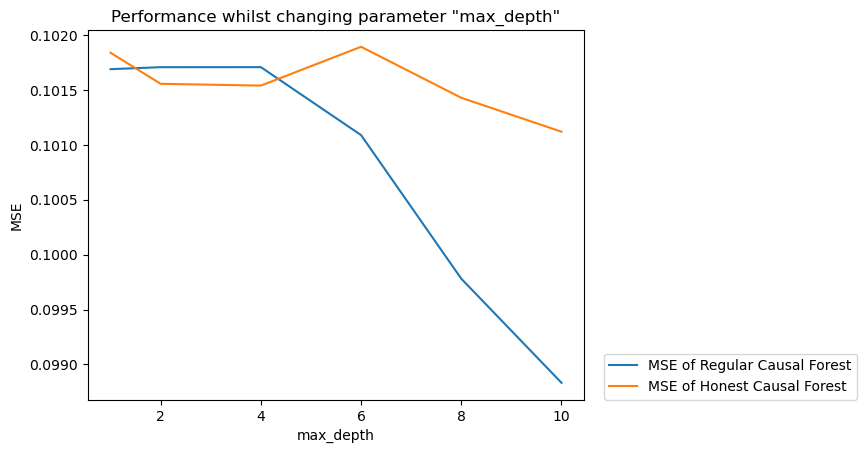 Performance whilst changing parameter "max_depth"
0.1020
0.1015
0.1010
0.1005
0.1000
0.0995
0.0990
MSE
2 4 6 8 10
max_depth
MSE of Regular Causal Forest
MSE of Honest Causal Forest